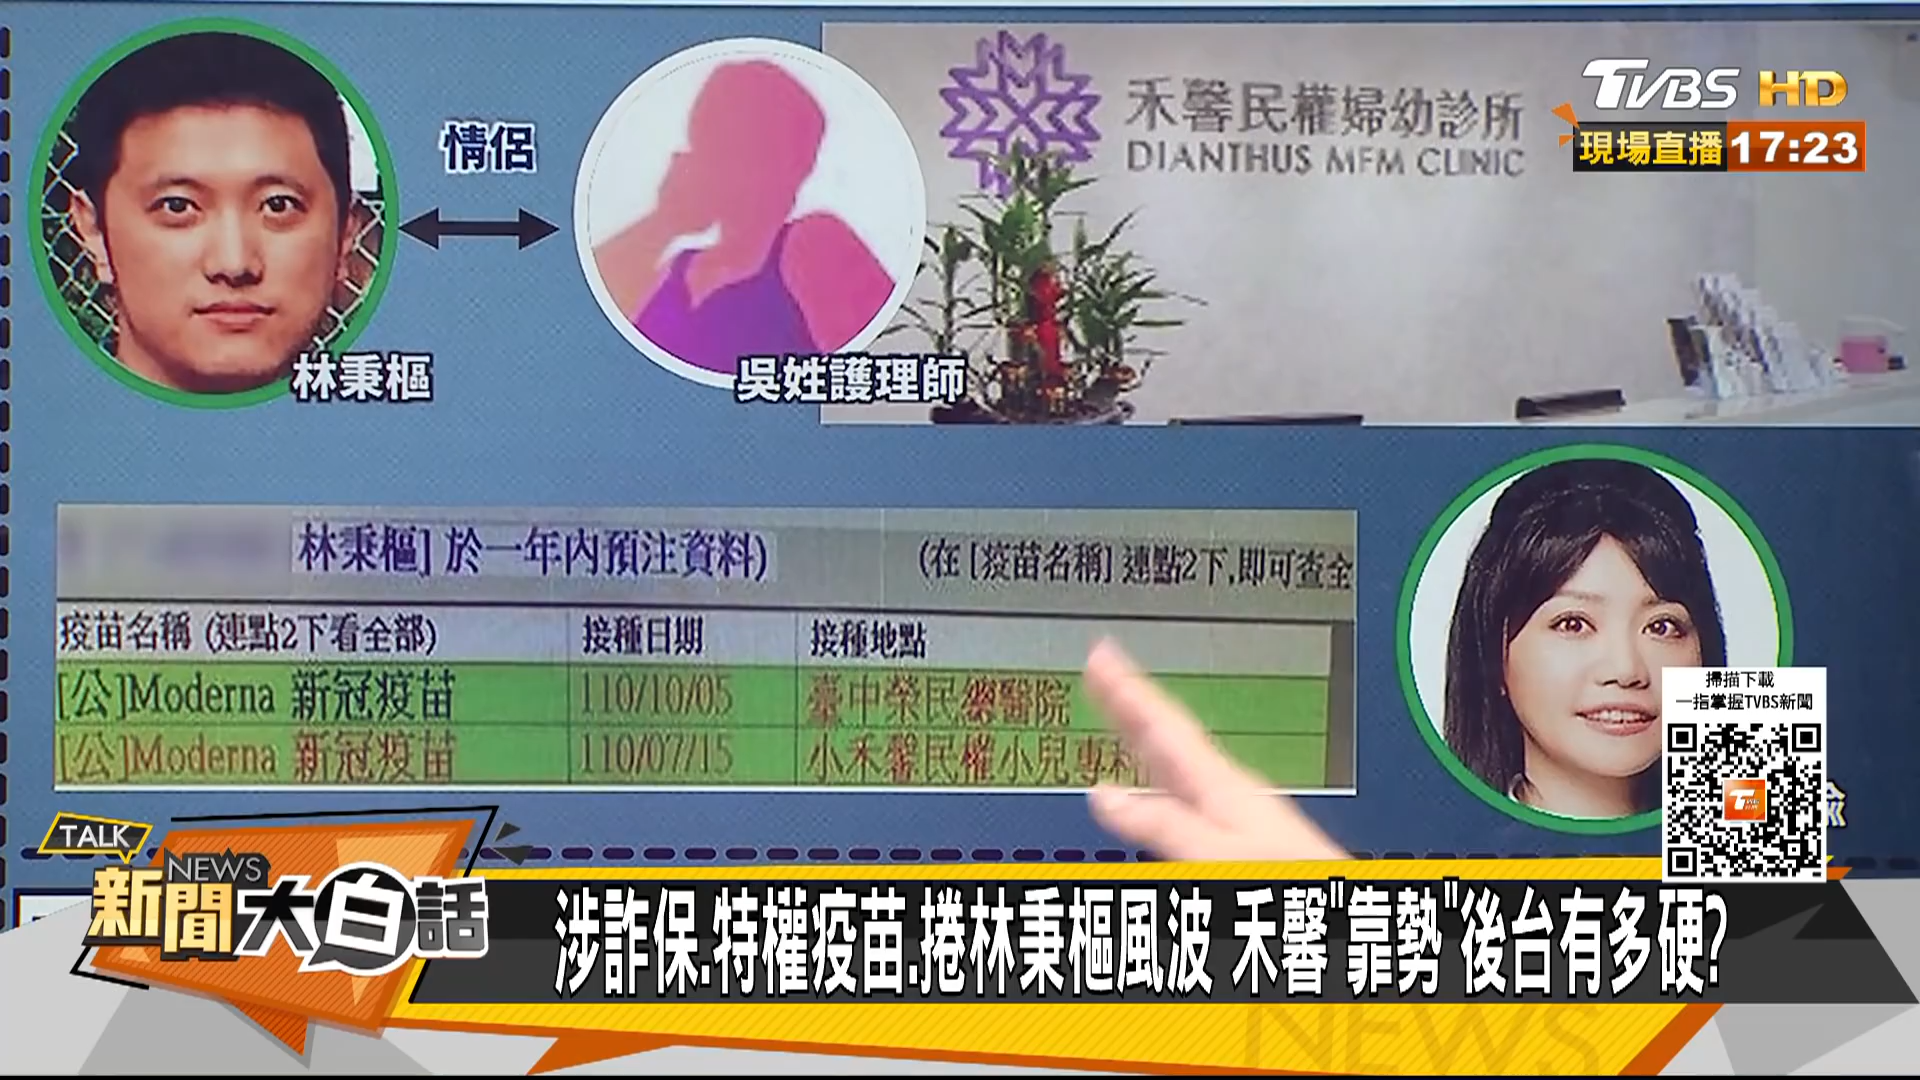 TVBS HD
現場直播 17:23
情侶
林秉樞
吳姓護理師
禾馨民權婦幼診所
DIANTHUS MFM CLINIC
林秉樞] 於一年內預注資料)
(在 [疫苗名稱] 連點2下,即可查全
疫苗名稱 (連點2下看全部) 接種日期 接種地點
[公]Moderna 新冠疫苗 110/10/05 臺中榮民總醫院
[公]Moderna 新冠疫苗 110/07/15 小禾馨民權小兒專科
掃描下載
一指掌握TVBS新聞
TALK
NEWS
新聞大白話
涉詐保.特權疫苗.捲林秉樞風波 禾馨"靠勢"後台有多硬?
NEWS